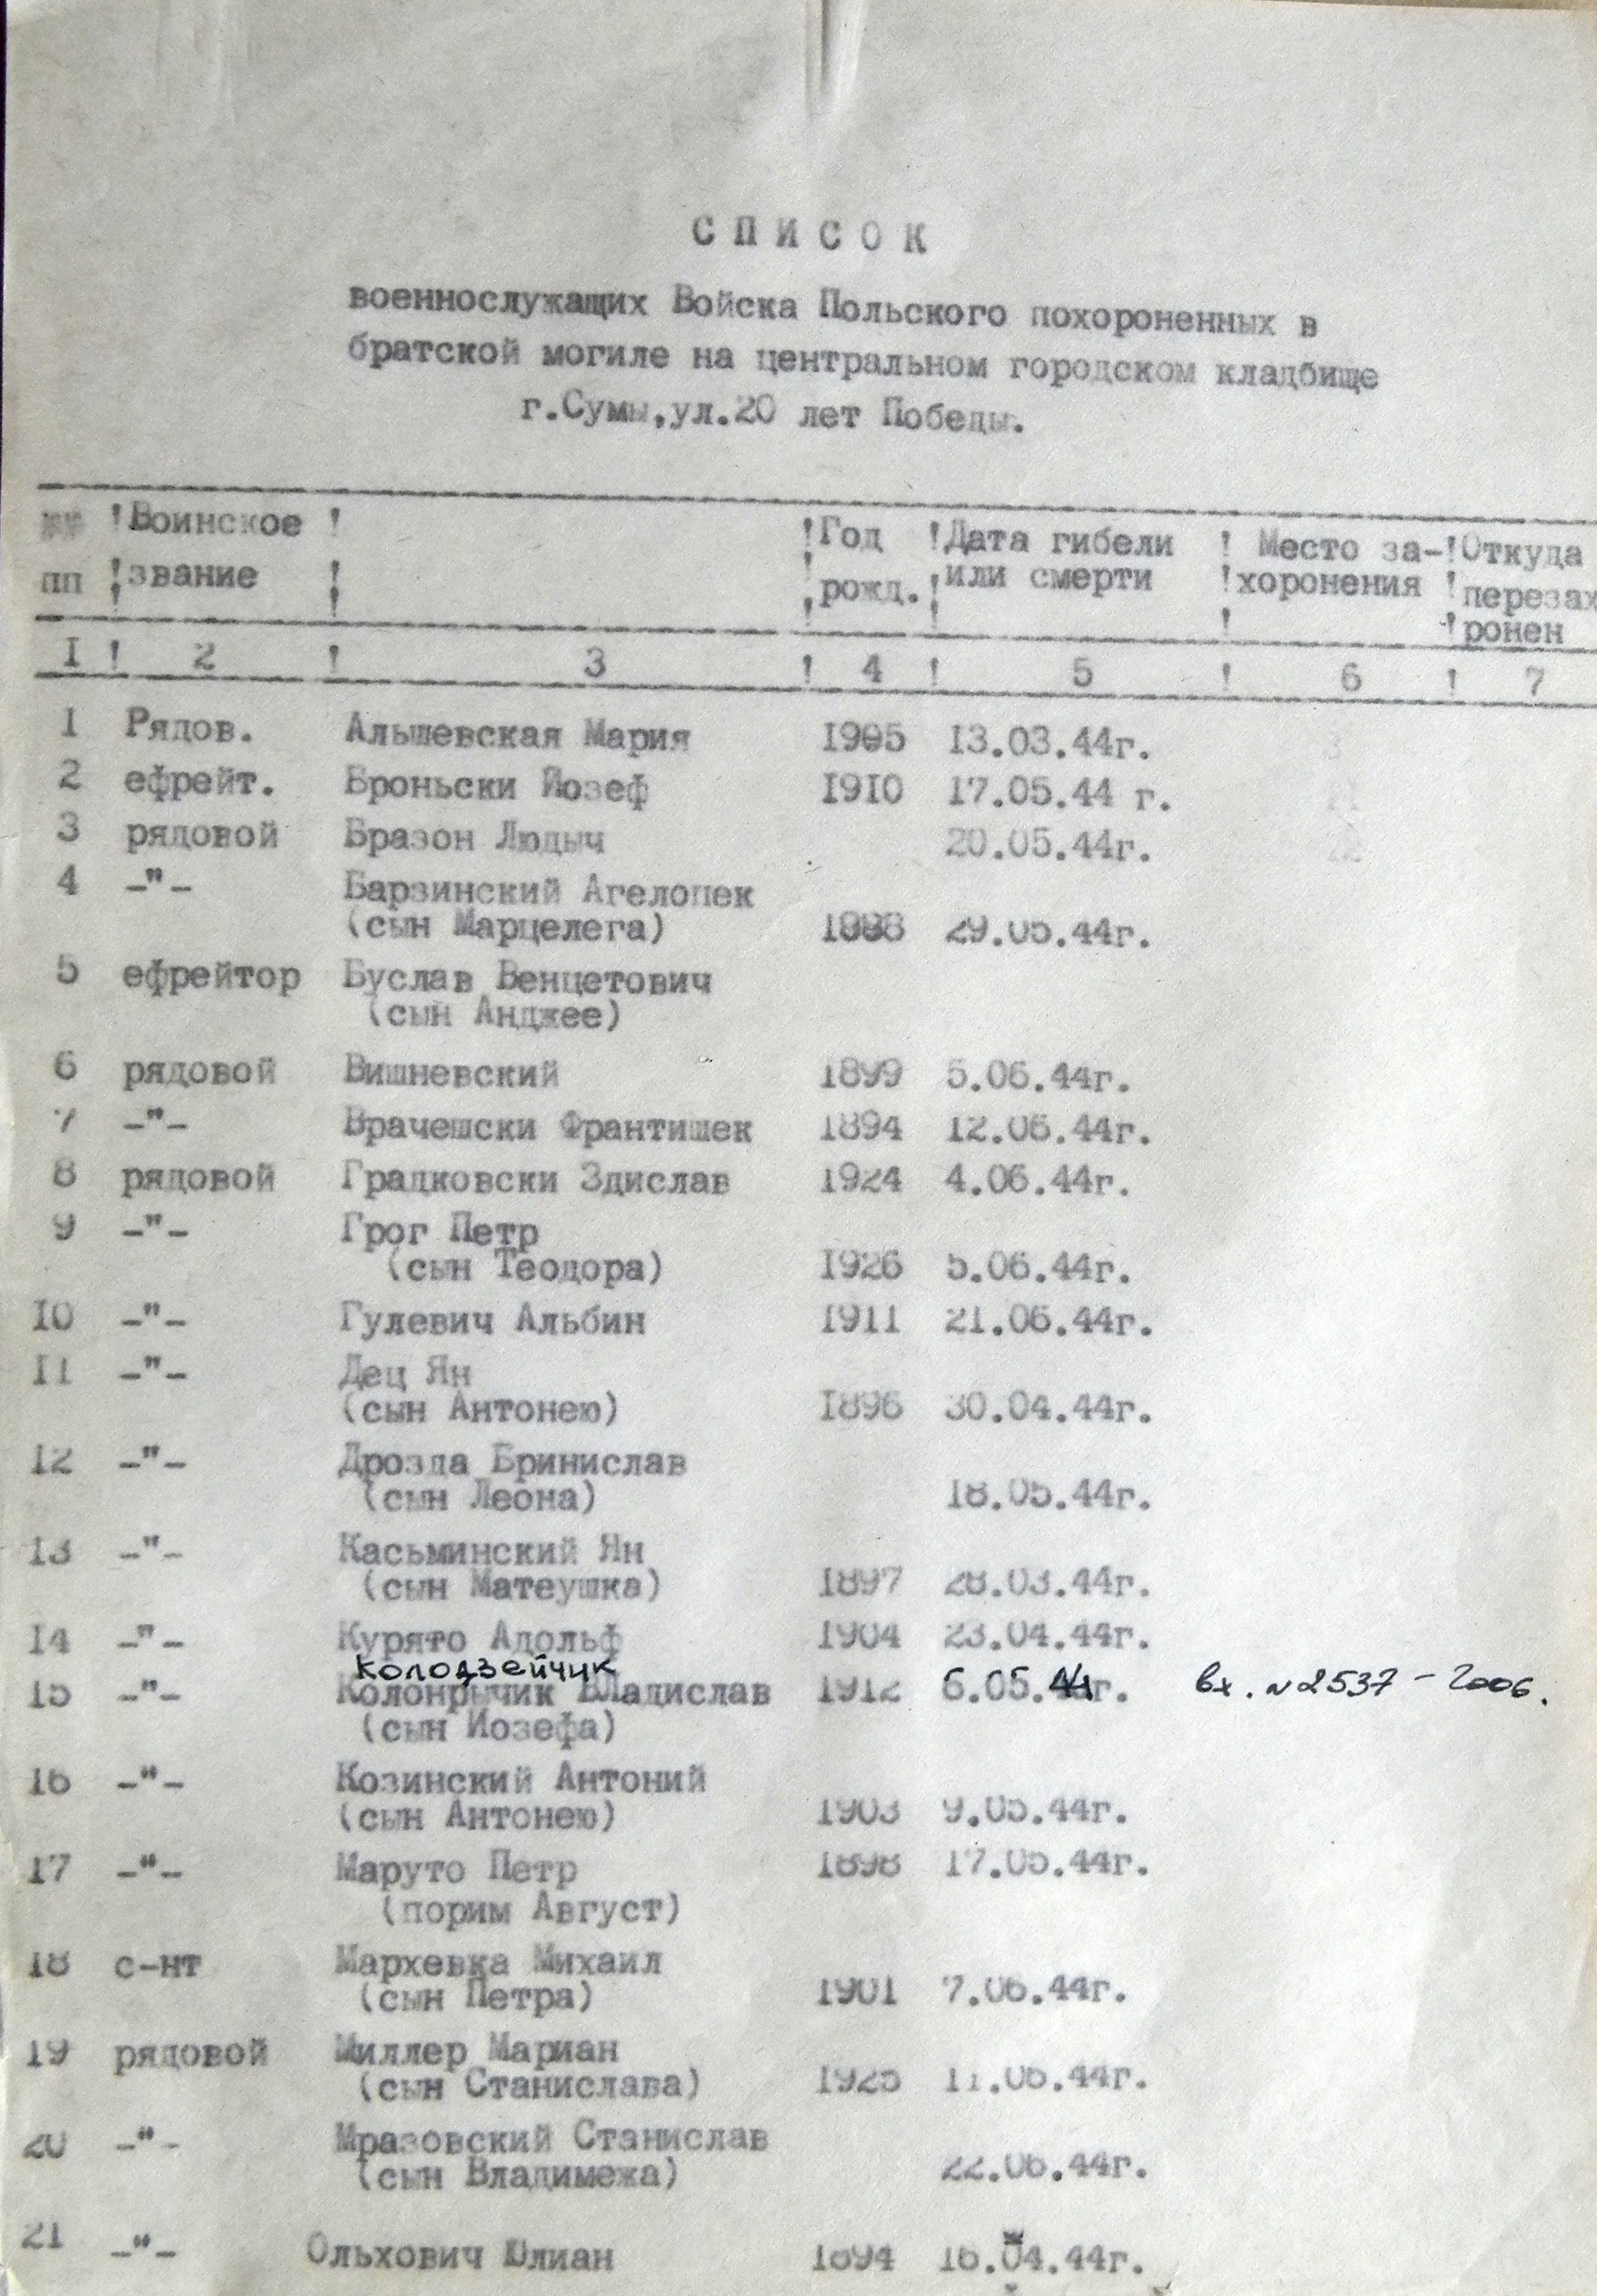 СПИСОК
военнослужащих Войска Польского похороненных в
братской могиле на центральном городском кладбище
г.Сумы,ул.20 лет Победы.
№№ ! Воинское ! ! Год ! Дата гибели ! Место за- ! Откуда
пп ! звание ! ! рожд. ! или смерти ! хоронения ! перезах
ронен
I ! 2 ! 3 ! 4 ! 5 ! 6 ! 7
1 Рядов. Альшевская Мария 1905 13.03.44г.
2 ефрейт. Броньски Йозеф 1910 17.05.44 г.
3 рядовой Бразон Людыч 20.05.44г.
4 -"- Барзинский Агелопек
(сын Марцелега) 1898 29.05.44г.
5 ефрейтор Буслав Венцетович
(сын Анджее)
6 рядовой Вишневский 1899 5.06.44г.
7 -"- Врачешски Франтишек 1894 12.06.44г.
8 рядовой Градковски Здислав 1924 4.06.44г.
9 -"- Грог Петр
(сын Теодора) 1926 5.06.44г.
10 -"- Гулевич Альбин 1911 21.06.44г.
11 -"- Дец Ян
(сын Антонею) 1896 30.04.44г.
12 -"- Дрозда Бринислав
(сын Леона) 18.05.44г.
13 -"- Касьминский Ян
(сын Матеушка) 1897 28.03.44г.
14 -"- Курято Адольф 1904 23.04.44г.
Колодзейчик
15 -"- Колонрычик Владислав 1912 6.05.44г. вх. №2537-2006.
(сын Иозефа)
16 -"- Козинский Антоний
(сын Антонею) 1903 9.05.44г.
17 -"- Маруто Петр 1898 17.05.44г.
(порим Август)
18 с-нт Мархевка Михаил
(сын Петра) 1901 7.06.44г.
19 рядовой Миллер Мариан
(сын Станислава) 1925 11.06.44г.
20 -"- Мразовский Станислав
(сын Владимежа) 22.06.44г.
21 -"- Ольхович Юлиан 1894 16.04.44г.